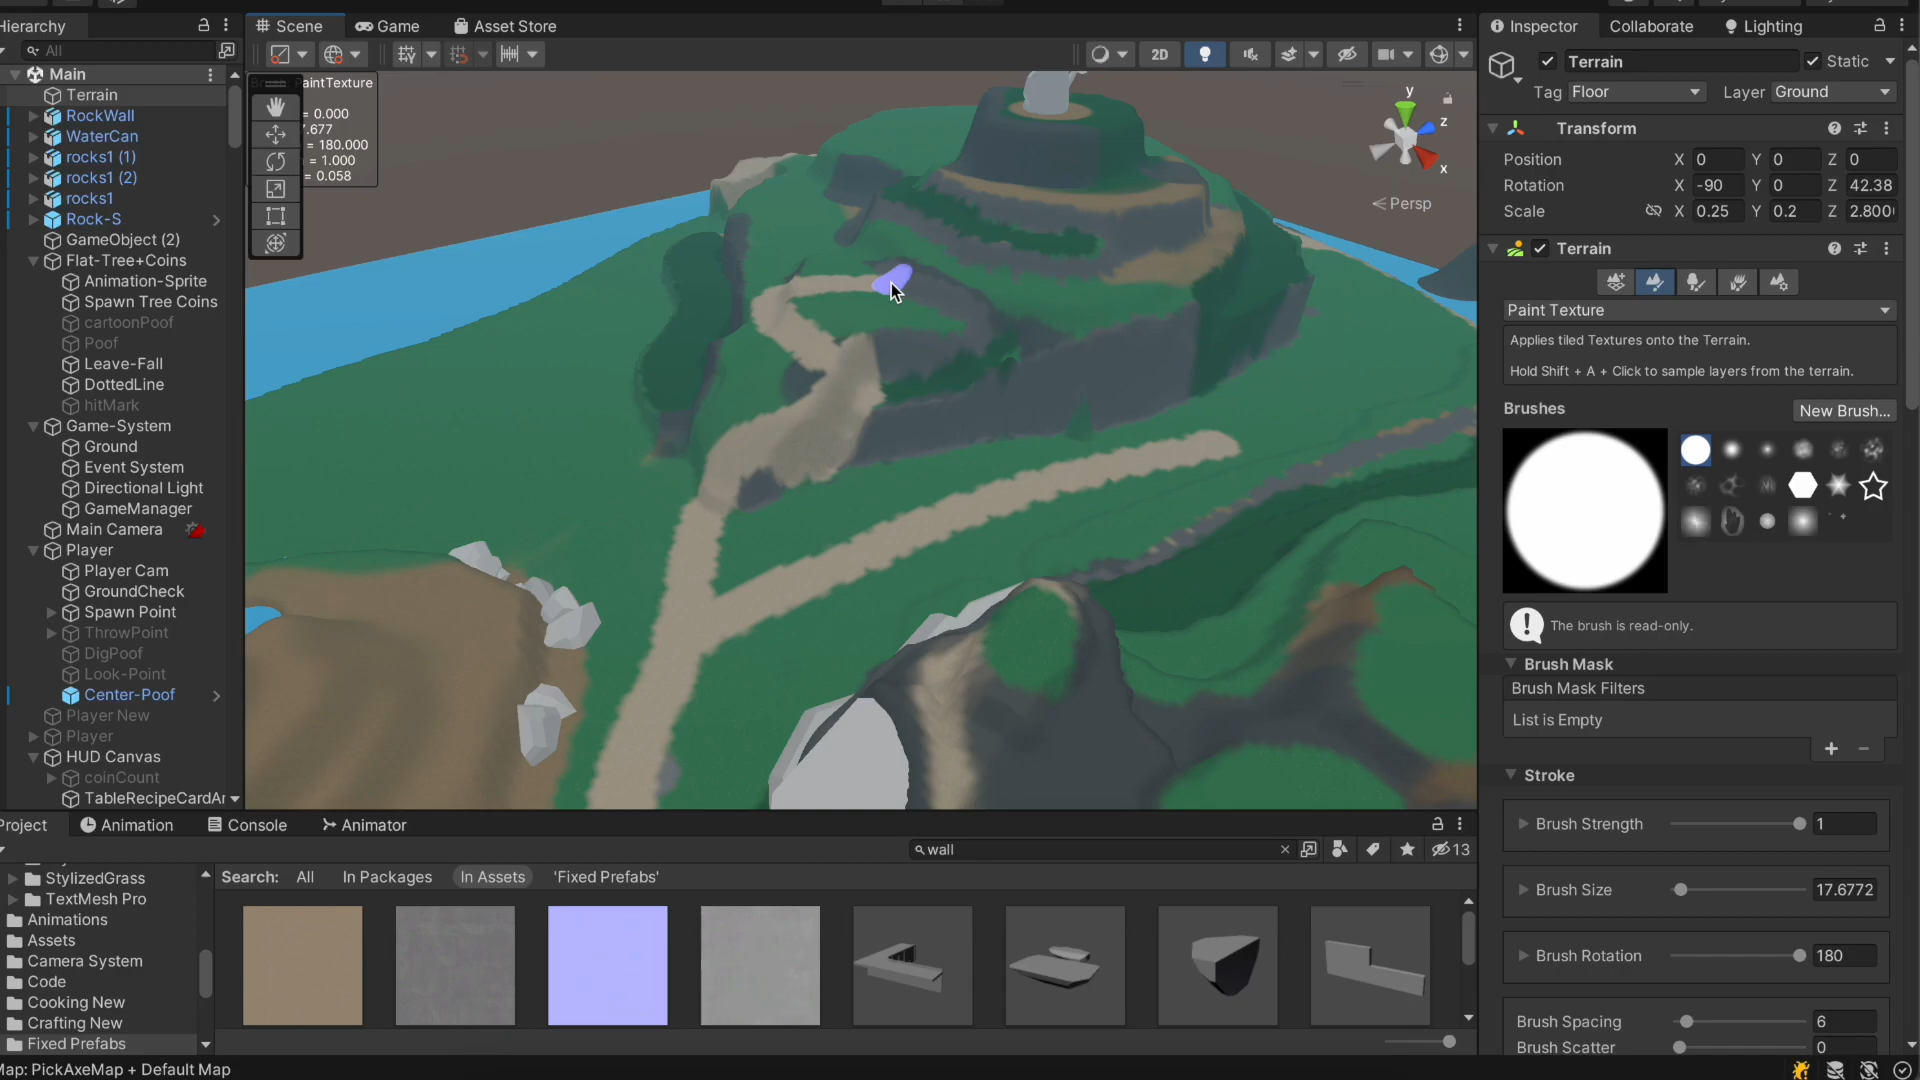 Hierarchy
All
Main
Terrain
RockWall
WaterCan
rocks1 (1)
rocks1 (2)
rocks1
Rock-S
GameObject (2)
Flat-Tree+Coins
Animation-Sprite
Spawn Tree Coins
cartoonPoof
Poof
Leave-Fall
DottedLine
hitMark
Game-System
Ground
Event System
Directional Light
GameManager
Main Camera
Player
Player Cam
GroundCheck
Spawn Point
ThrowPoint
DigPoof
Look-Point
Center-Poof
Player New
Player
HUD Canvas
coinCount
TableRecipeCardAr
Scene
Game
Asset Store
2D
PaintTexture
= 0.000
7.677
= 180.000
= 1.000
= 0.058
y
z
x
Persp
Inspector
Collaborate
Lighting
Terrain
Static
Tag Floor
Layer Ground
Transform
Position X 0 Y 0 Z 0
Rotation X -90 Y 0 Z 42.38
Scale X 0.25 Y 0.2 Z 2.800
Terrain
Paint Texture
Applies tiled Textures onto the Terrain.
Hold Shift + A + Click to sample layers from the terrain.
Brushes
New Brush...
The brush is read-only.
Brush Mask
Brush Mask Filters
List is Empty
Stroke
Brush Strength 1
Brush Size 17.6772
Brush Rotation 180
Brush Spacing 6
Brush Scatter 0
Project
Animation
Console
Animator
wall
13
StylizedGrass
TextMesh Pro
Animations
Assets
Camera System
Code
Cooking New
Crafting New
Fixed Prefabs
Search: All In Packages In Assets 'Fixed Prefabs'
Map: PickAxeMap + Default Map